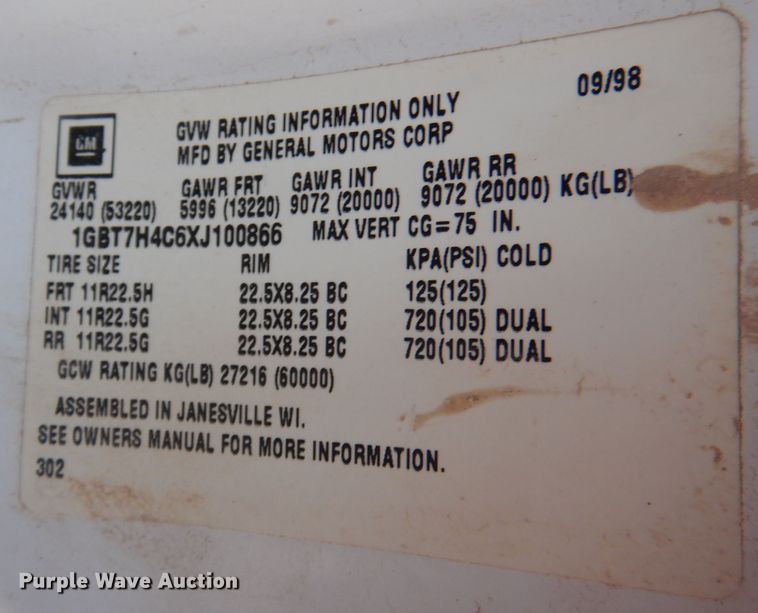 09/98
GM
GVW RATING INFORMATION ONLY
MFD BY GENERAL MOTORS CORP
GVWR GAWR FRT GAWR INT GAWR RR
24140 (53220) 5996 (13220) 9072 (20000) 9072 (20000) KG(LB)
1GBT7H4C6XJ100866 MAX VERT CG=75 IN.
TIRE SIZE RIM KPA(PSI) COLD
FRT 11R22.5H 22.5X8.25 BC 125(125)
INT 11R22.5G 22.5X8.25 BC 720(105) DUAL
RR 11R22.5G 22.5X8.25 BC 720(105) DUAL
GCW RATING KG(LB) 27216 (60000)
ASSEMBLED IN JANESVILLE WI.
SEE OWNERS MANUAL FOR MORE INFORMATION.
302
Purple Wave Auction